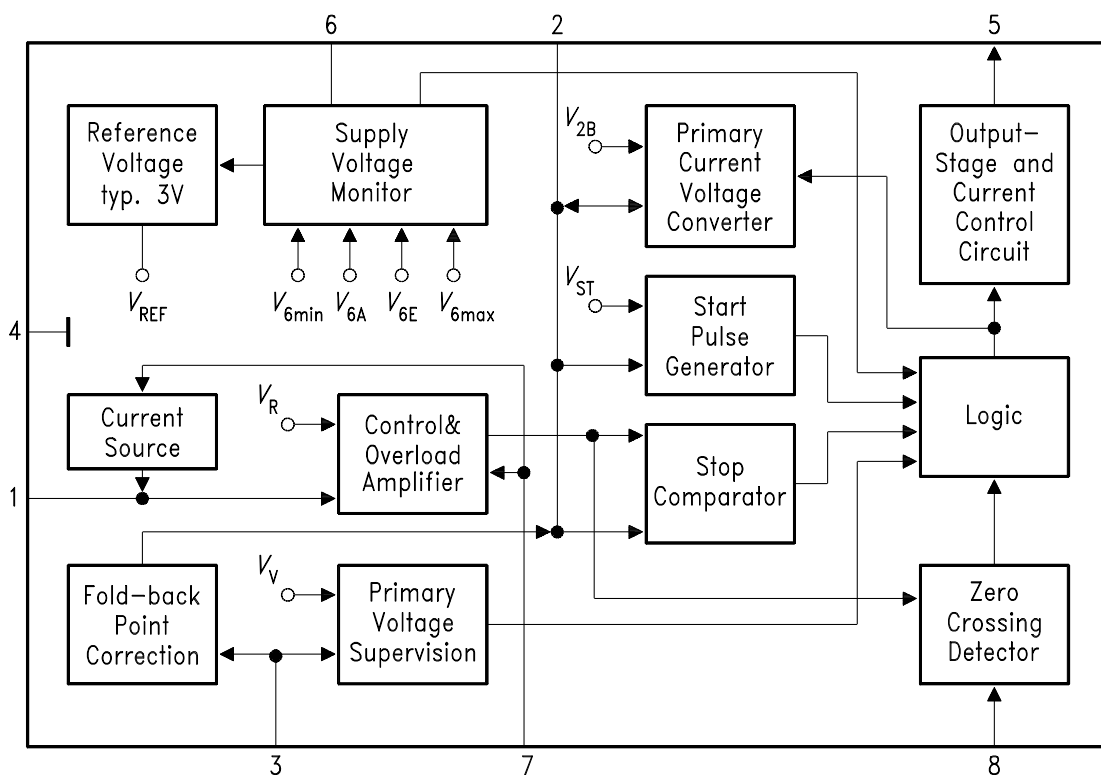 6
2
5
Reference
Voltage
typ. 3V
Supply
Voltage
Monitor
V2B
Primary
Current
Voltage
Converter
Output-
Stage and
Current
Control
Circuit
VREF
V6min
V6A
V6E
V6max
VST
Start
Pulse
Generator
4
Current
Source
VR
Control&
Overload
Amplifier
Stop
Comparator
Logic
1
Fold-back
Point
Correction
VV
Primary
Voltage
Supervision
Zero
Crossing
Detector
3
7
8